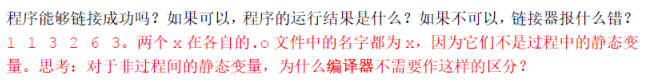 程序能够链接成功吗？如果可以，程序的运行结果是什么？如果不可以，链接器报什么错？
1 1 3 2 6 3。两个 x 在各自的.o 文件中的名字都为 x，因为它们不是过程中的静态变
量。思考：对于非过程间的静态变量，为什么编译器不需要作这样的区分？